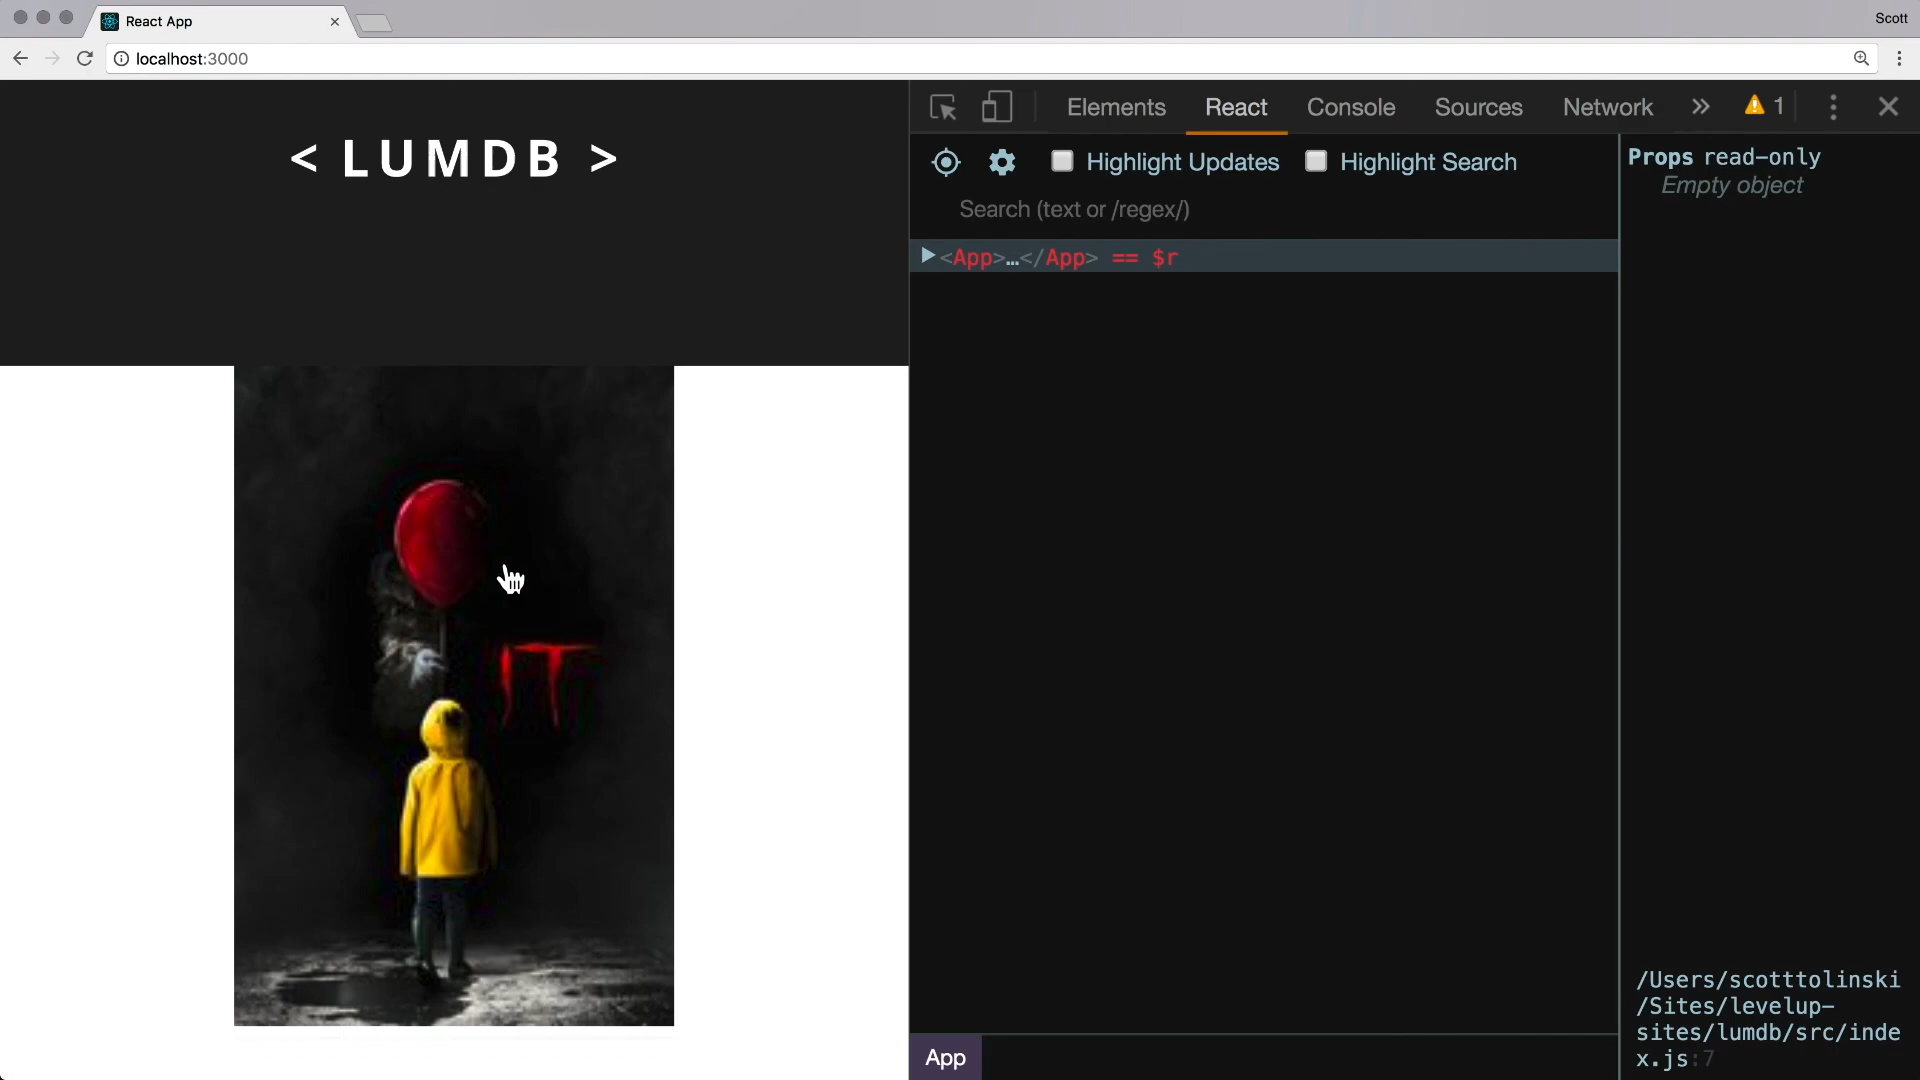 React App
Scott
localhost:3000
< LUMDB >
IT
Elements
React
Console
Sources
Network
1
Highlight Updates
Highlight Search
Search (text or /regex/)
<App>…</App> == $r
App
Props read-only
Empty object
/Users/scotttolinski
/Sites/levelup-
sites/lumdb/src/inde
x.js:7